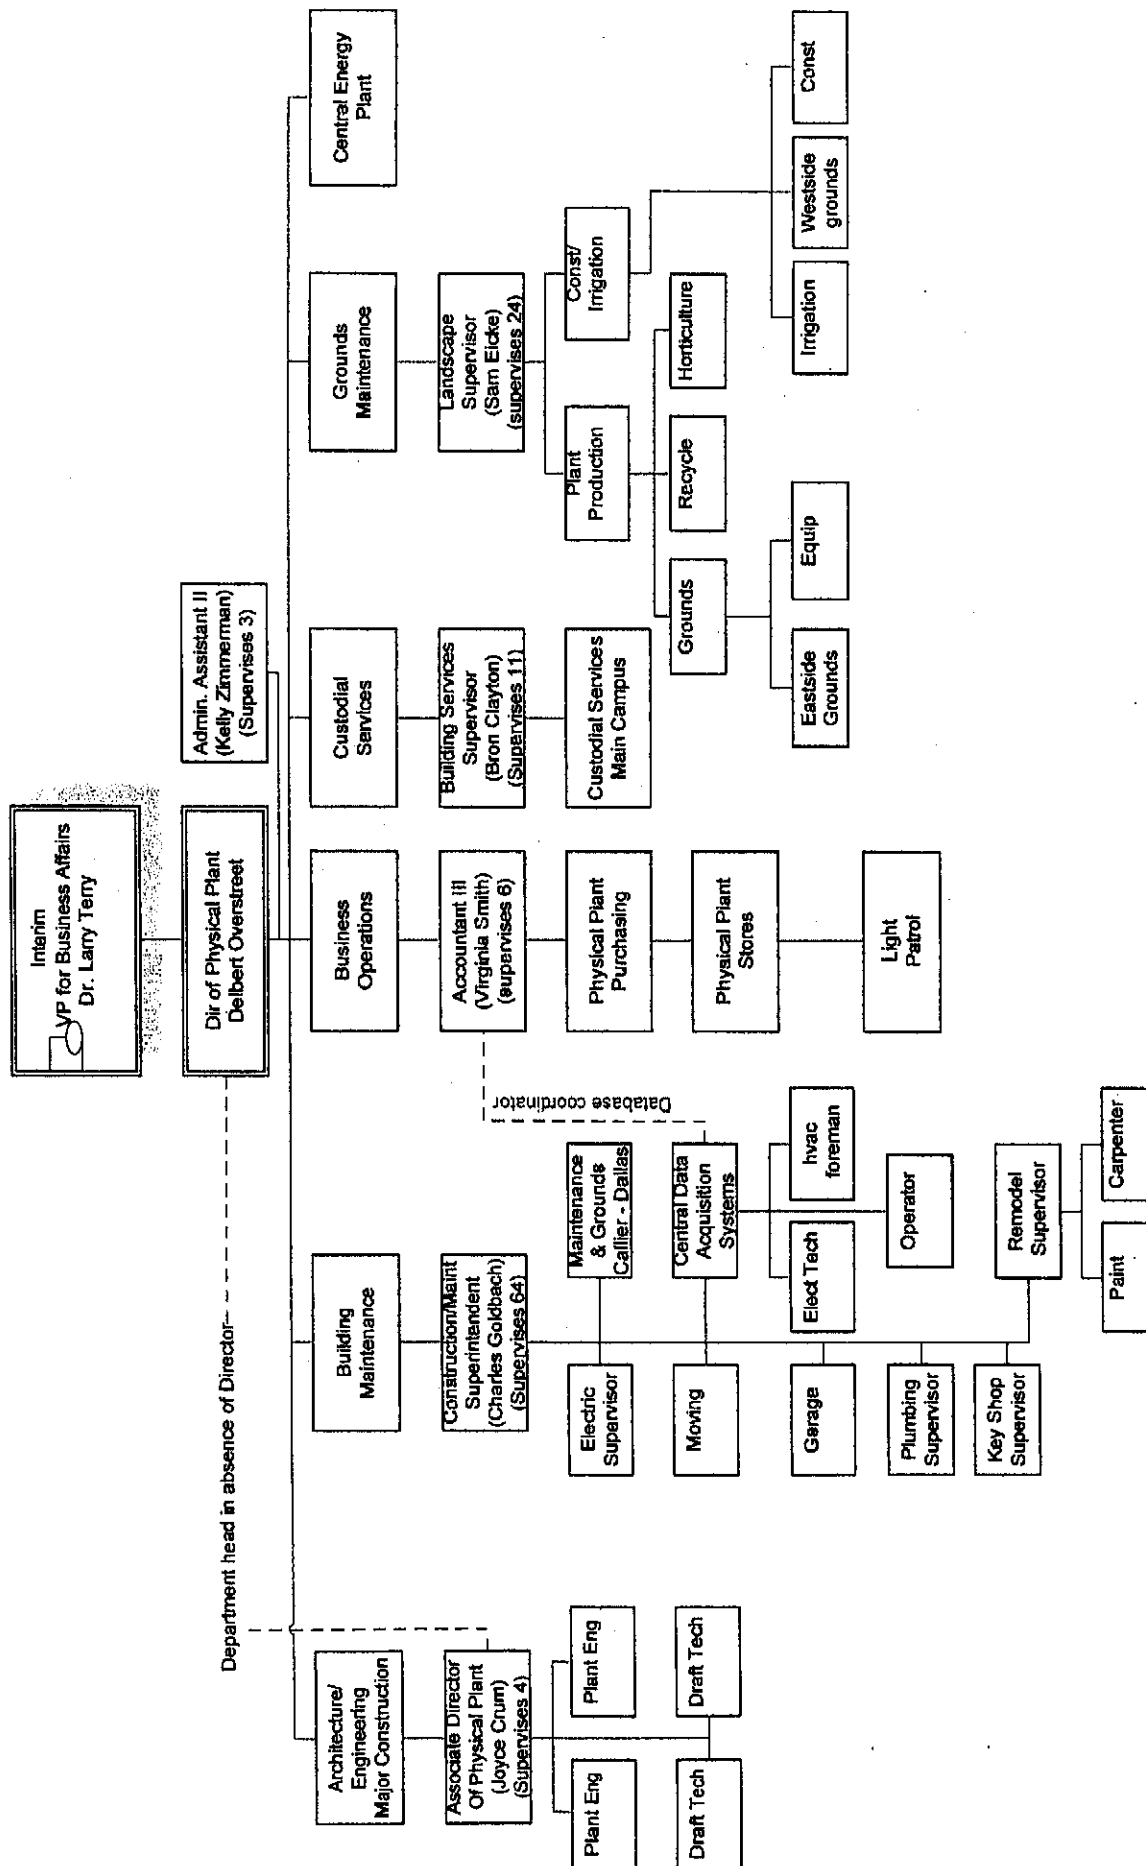 Interim
VP for Business Affairs
Dr. Larry Terry
Dir of Physical Plant
Delbert Overstreet
Admin. Assistant II
(Kelly Zimmerman)
(Supervises 3)
Department head in absence of Director
Architecture/
Engineering
Major Construction
Building
Maintenance
Business
Operations
Custodial
Services
Grounds
Maintenance
Central Energy
Plant
Associate Director
Of Physical Plant
(Joyce Crum)
(Supervises 4)
Construction/Maint
Superintendent
(Charles Goldbach)
(Supervises 64)
Accountant III
(Virginia Smith)
(supervises 6)
Building Services
Supervisor
(Bron Clayton)
(Supervises 11)
Landscape
Supervisor
(Sam Eicke)
(supervises 24)
Database coordinator
Plant Eng
Plant Eng
Electric
Supervisor
Maintenance
& Grounds
Callier - Dallas
Physical Plant
Purchasing
Custodial Services
Main Campus
Plant
Production
Const/
Irrigation
Draft Tech
Draft Tech
Moving
Central Data
Acquisition
Systems
Physical Plant
Stores
Grounds
Recycle
Horticulture
Garage
Elect Tech
hvac
foreman
Light
Patrol
Eastside
Grounds
Equip
Irrigation
Westside
grounds
Const
Plumbing
Supervisor
Operator
Key Shop
Supervisor
Remodel
Supervisor
Paint
Carpenter